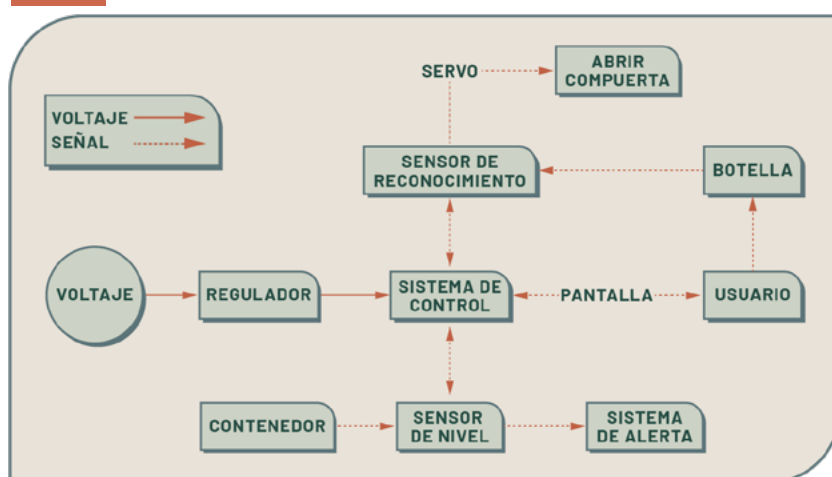 SERVO
ABRIR
COMPUERTA
VOLTAJE
SEÑAL
SENSOR DE
RECONOCIMIENTO
BOTELLA
VOLTAJE
REGULADOR
SISTEMA DE
CONTROL
PANTALLA
USUARIO
CONTENEDOR
SENSOR
DE NIVEL
SISTEMA
DE ALERTA